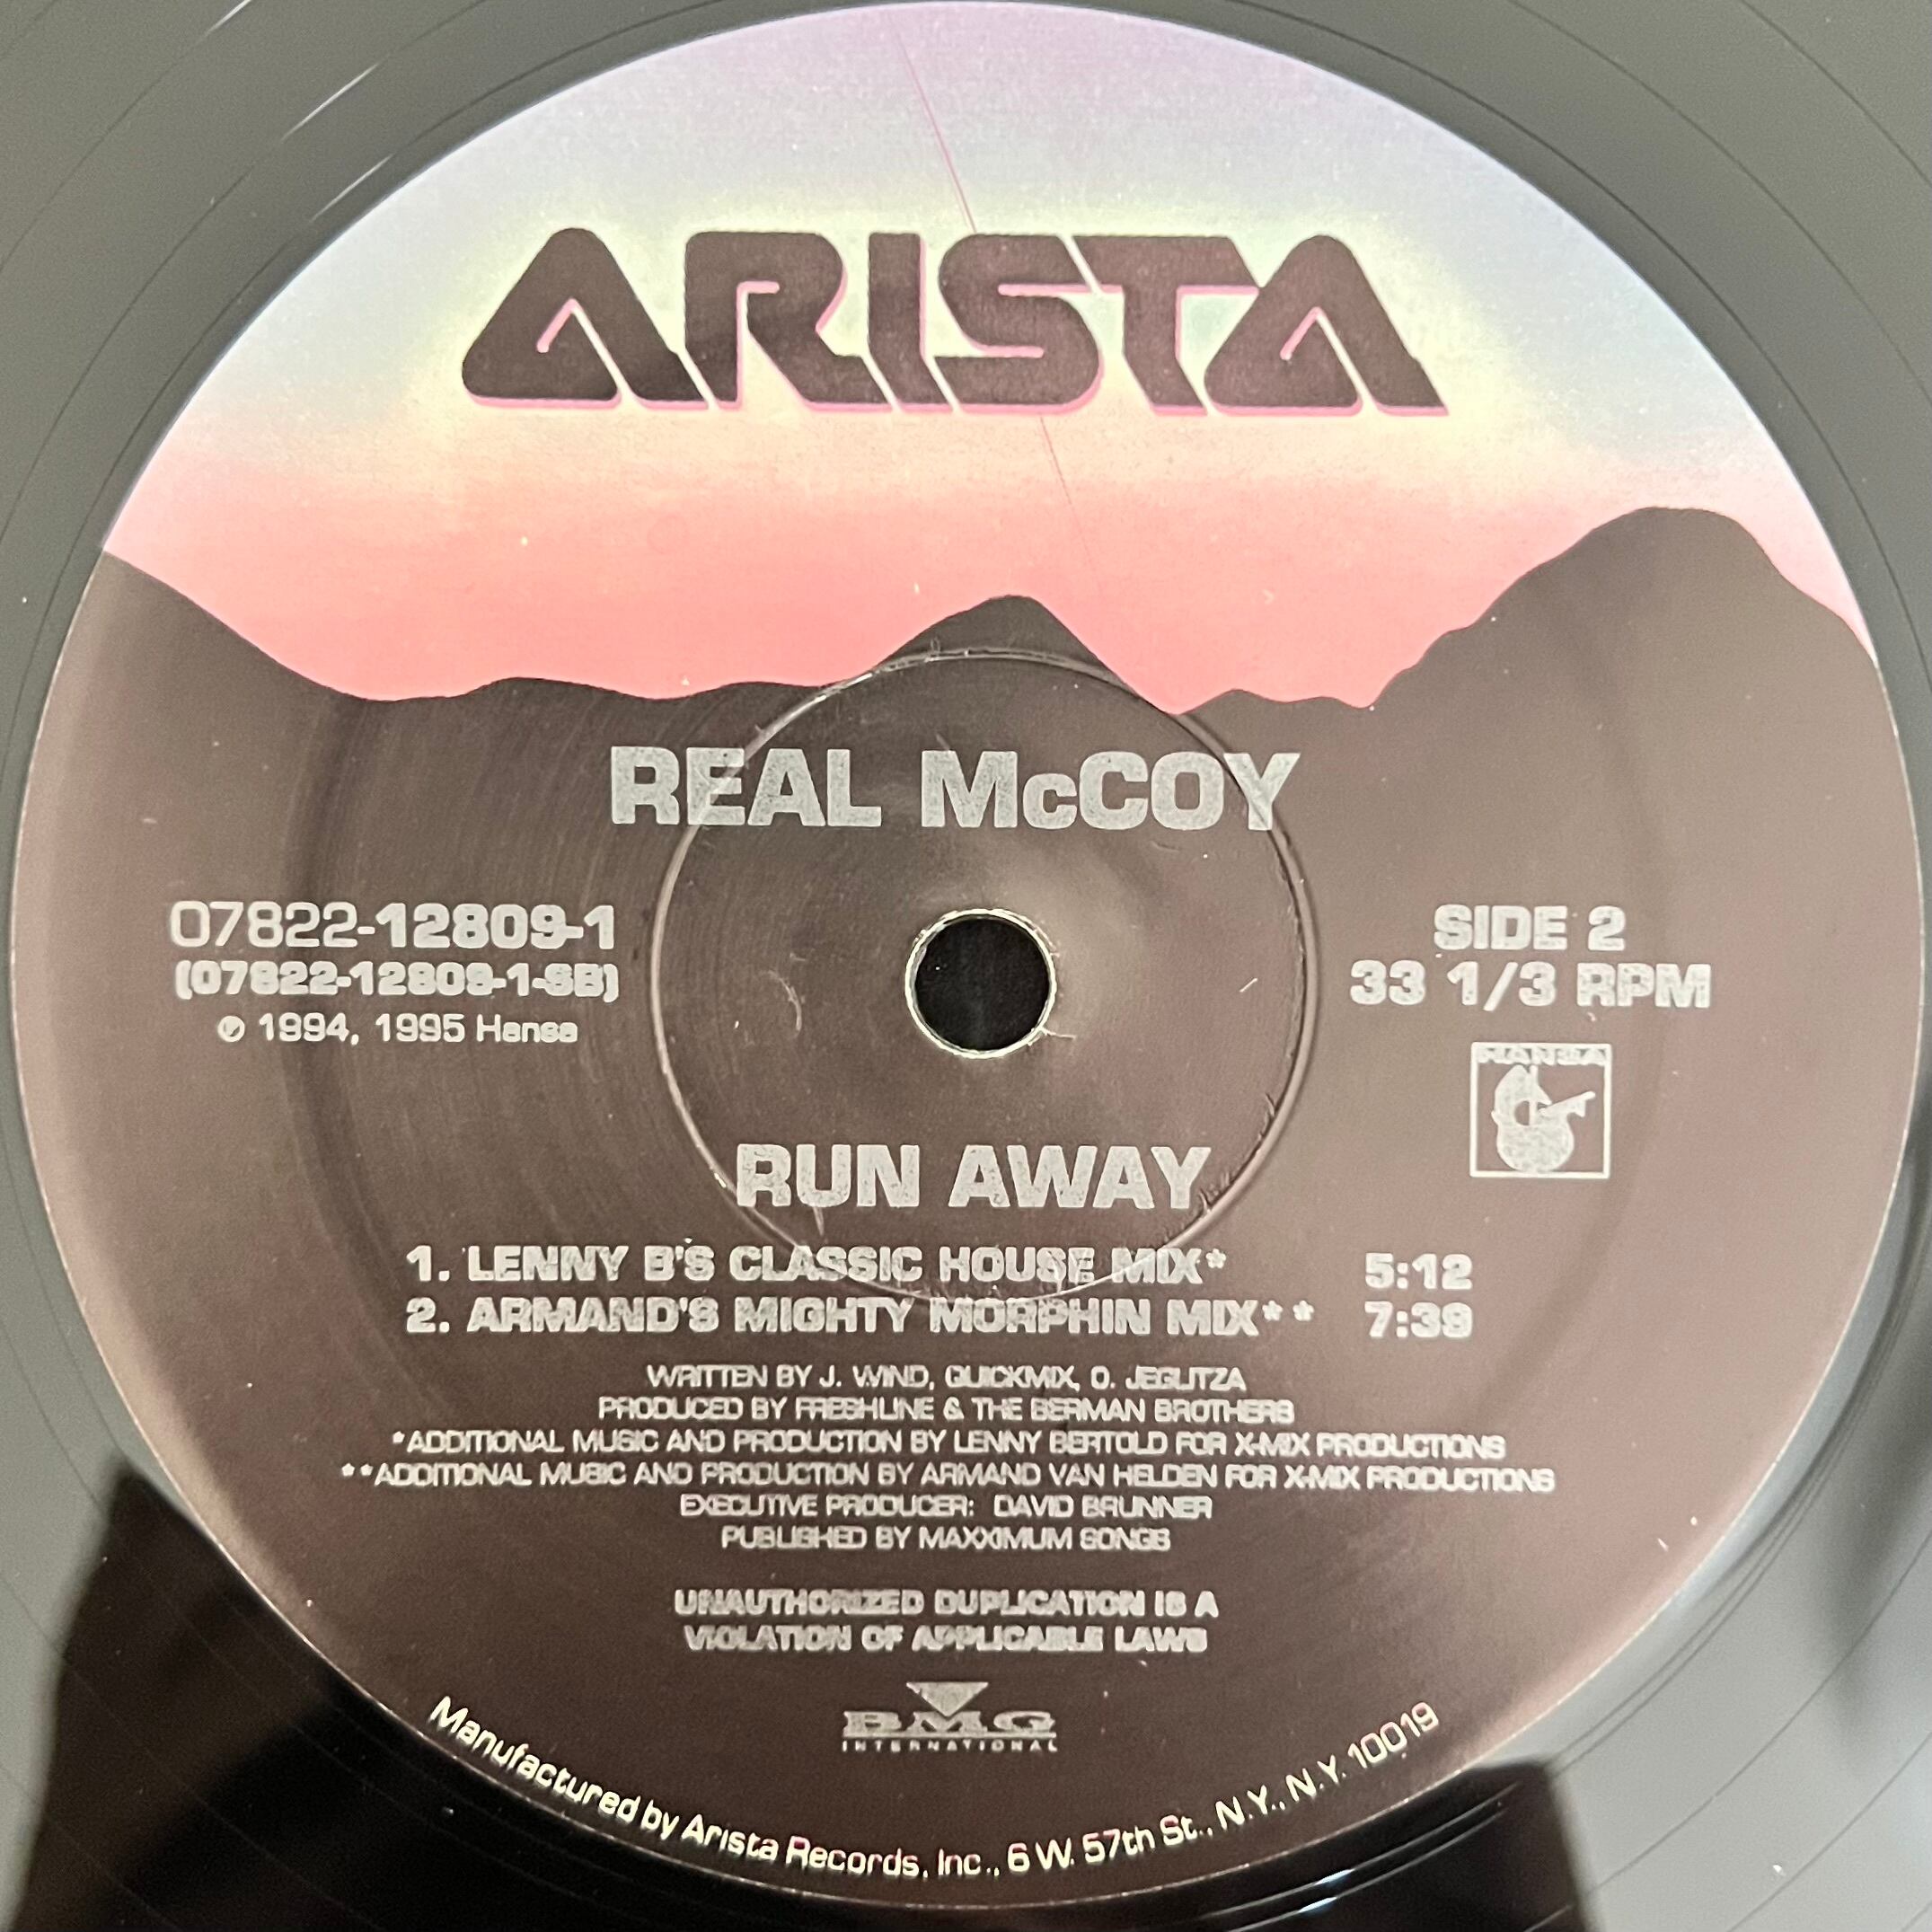 ARISTA
REAL McCOY
07822-12809-1
(07822-12809-1-SB)
℗ 1994, 1995 Hansa
SIDE 2
33 1/3 RPM
HANSA
RUN AWAY
1. LENNY B'S CLASSIC HOUSE MIX* 5:12
2. ARMAND'S MIGHTY MORPHIN MIX** 7:39
WRITTEN BY J. WIND, QUICKMIX, O. JEGLITZA
PRODUCED BY FRESHLINE & THE BERMAN BROTHERS
*ADDITIONAL MUSIC AND PRODUCTION BY LENNY BERTOLD FOR X-MIX PRODUCTIONS
**ADDITIONAL MUSIC AND PRODUCTION BY ARMAND VAN HELDEN FOR X-MIX PRODUCTIONS
EXECUTIVE PRODUCER: DAVID BRUNNER
PUBLISHED BY MAXXIMUM SONGS
UNAUTHORIZED DUPLICATION IS A
VIOLATION OF APPLICABLE LAWS
BMG
INTERNATIONAL
Manufactured by Arista Records, Inc., 6 W. 57th St., N.Y., N.Y. 10019